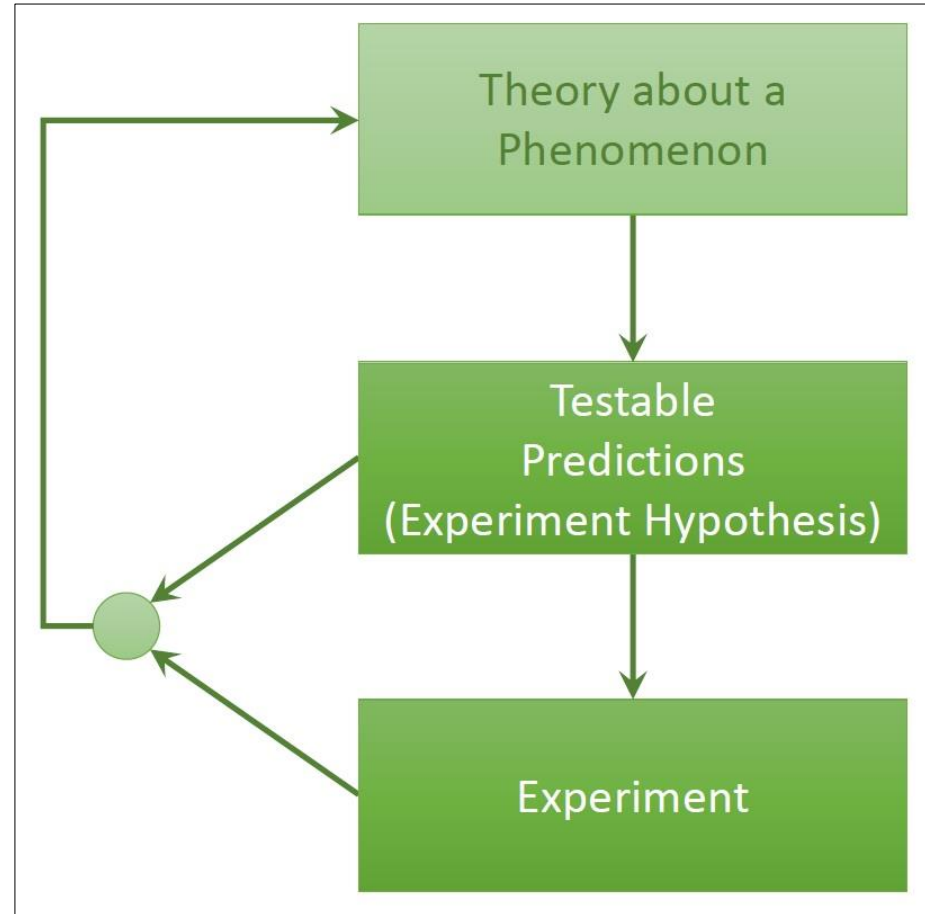 Theory about a
Phenomenon
Testable
Predictions
(Experiment Hypothesis)
Experiment